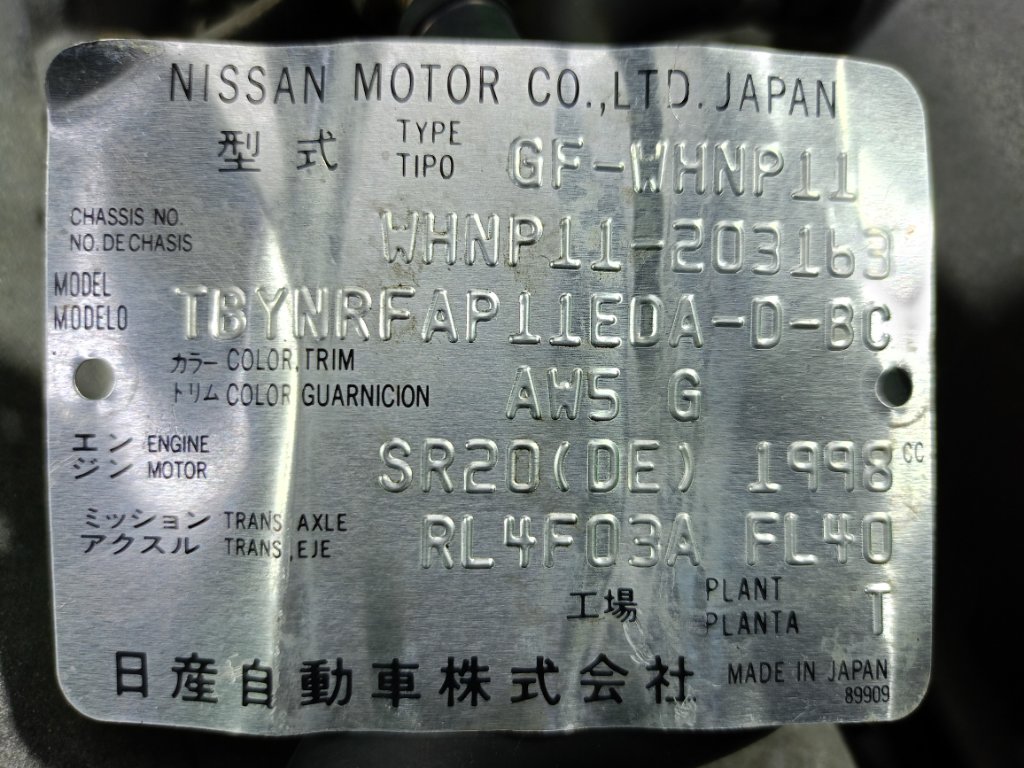 NISSAN MOTOR CO.,LTD. JAPAN
型式 TYPE TIPO GF-WHNP11
CHASSIS NO. NO. DE CHASIS WHNP11-203163
MODEL MODELO TBYNRFAP11EDA-D-BC
カラー COLOR, TRIM
トリム COLOR GUARNICION AW5 G
エンジン ENGINE MOTOR SR20(DE) 1998 CC
ミッション TRANS, AXLE
アクスル TRANS, EJE RL4F03A FL40
工場 PLANT PLANTA T
日産自動車株式会社 MADE IN JAPAN
89909